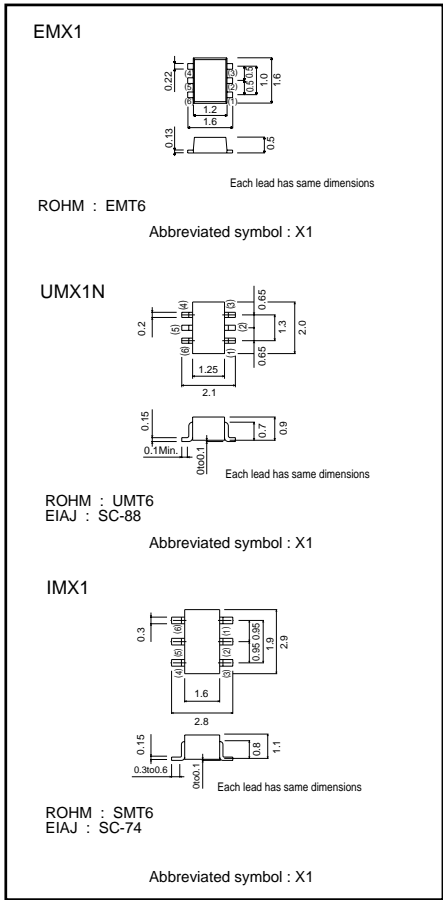 EMX1
0.22
(4)
(3)
(5)
(2)
(6)
(1)
0.5 0.5
1.0
1.6
1.2
1.6
0.13
0.5
Each lead has same dimensions
ROHM : EMT6
Abbreviated symbol : X1
UMX1N
0.2
(4)
(3)
(5)
(2)
(6)
(1)
0.65
0.65
1.3
2.0
1.25
2.1
0.15
0.1Min.
0to0.1
0.7
0.9
Each lead has same dimensions
ROHM : UMT6
EIAJ : SC-88
Abbreviated symbol : X1
IMX1
0.3
(6)
(1)
(5)
(2)
(4)
(3)
0.95 0.95
1.9
2.9
1.6
2.8
0.15
0.3to0.6
0to0.1
0.8
1.1
Each lead has same dimensions
ROHM : SMT6
EIAJ : SC-74
Abbreviated symbol : X1